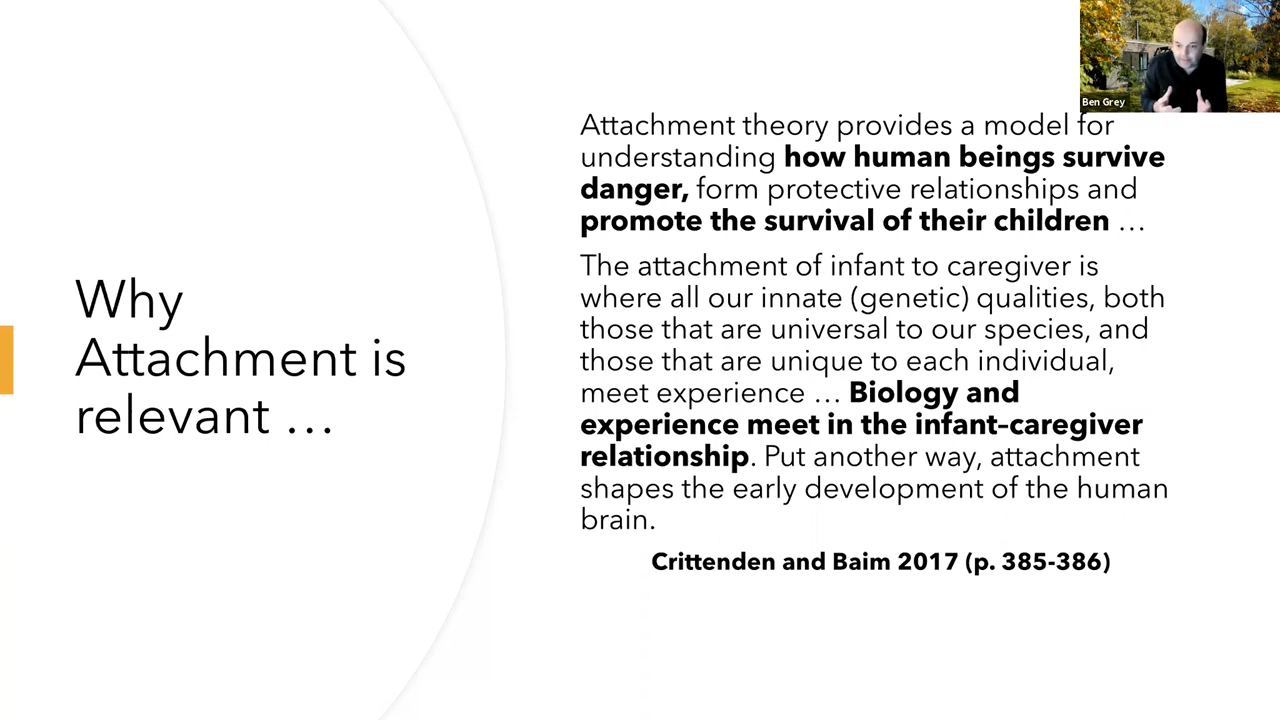 Ben Grey
Why
Attachment is
relevant …
Attachment theory provides a model for
understanding how human beings survive
danger, form protective relationships and
promote the survival of their children …
The attachment of infant to caregiver is
where all our innate (genetic) qualities, both
those that are universal to our species, and
those that are unique to each individual,
meet experience … Biology and
experience meet in the infant–caregiver
relationship. Put another way, attachment
shapes the early development of the human
brain.
Crittenden and Baim 2017 (p. 385-386)